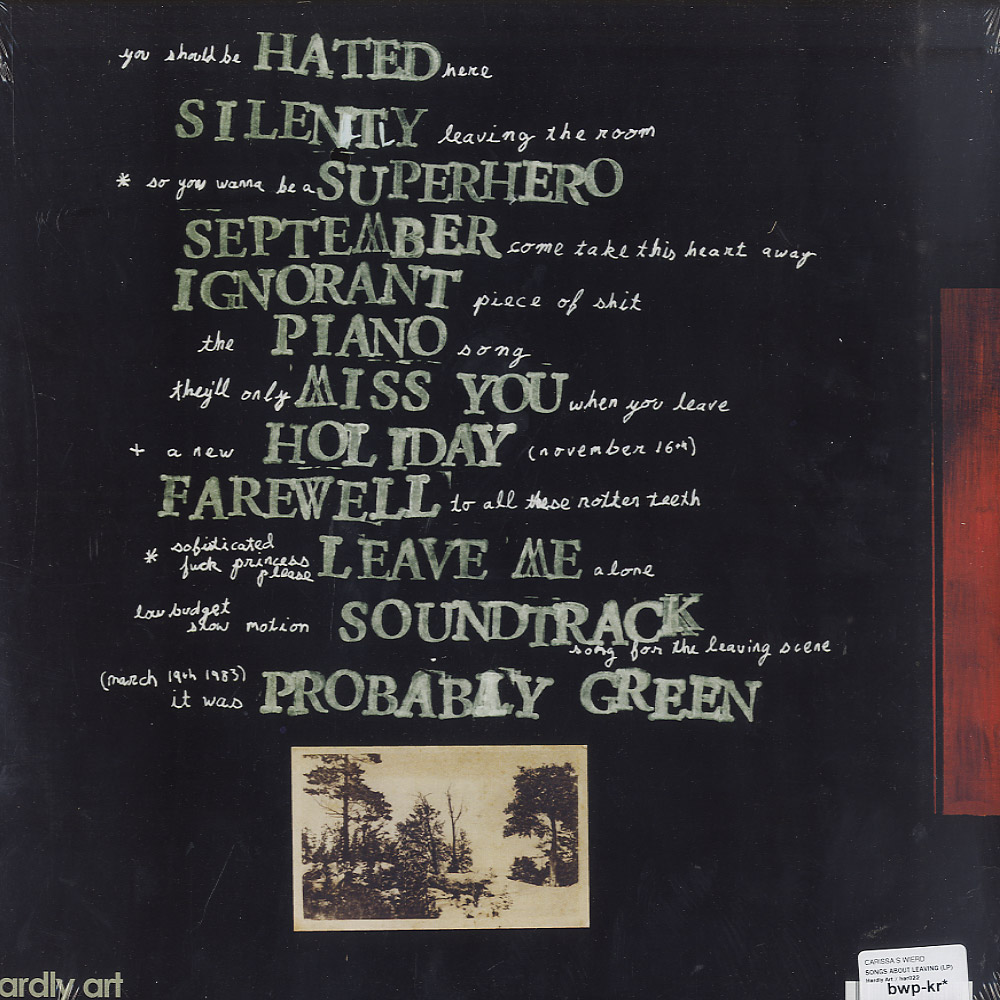 you should be HATED here
SILENTLY leaving the room
* so you wanna be a SUPERHERO
SEPTEMBER come take this heart away
IGNORANT piece of shit
the PIANO song
they'll only MISS YOU when you leave
+ a new HOLIDAY (november 16th)
FAREWELL to all these rotten teeth
* sofisticated
fuck princess
please LEAVE ME alone
low budget
slow motion SOUNDTRACK
song for the leaving scene
(march 19th 1983)
it was PROBABLY GREEN
ardly art
CARISSA'S WIERD
SONGS ABOUT LEAVING (LP)
Hardly Art / har022
bwp-kr*